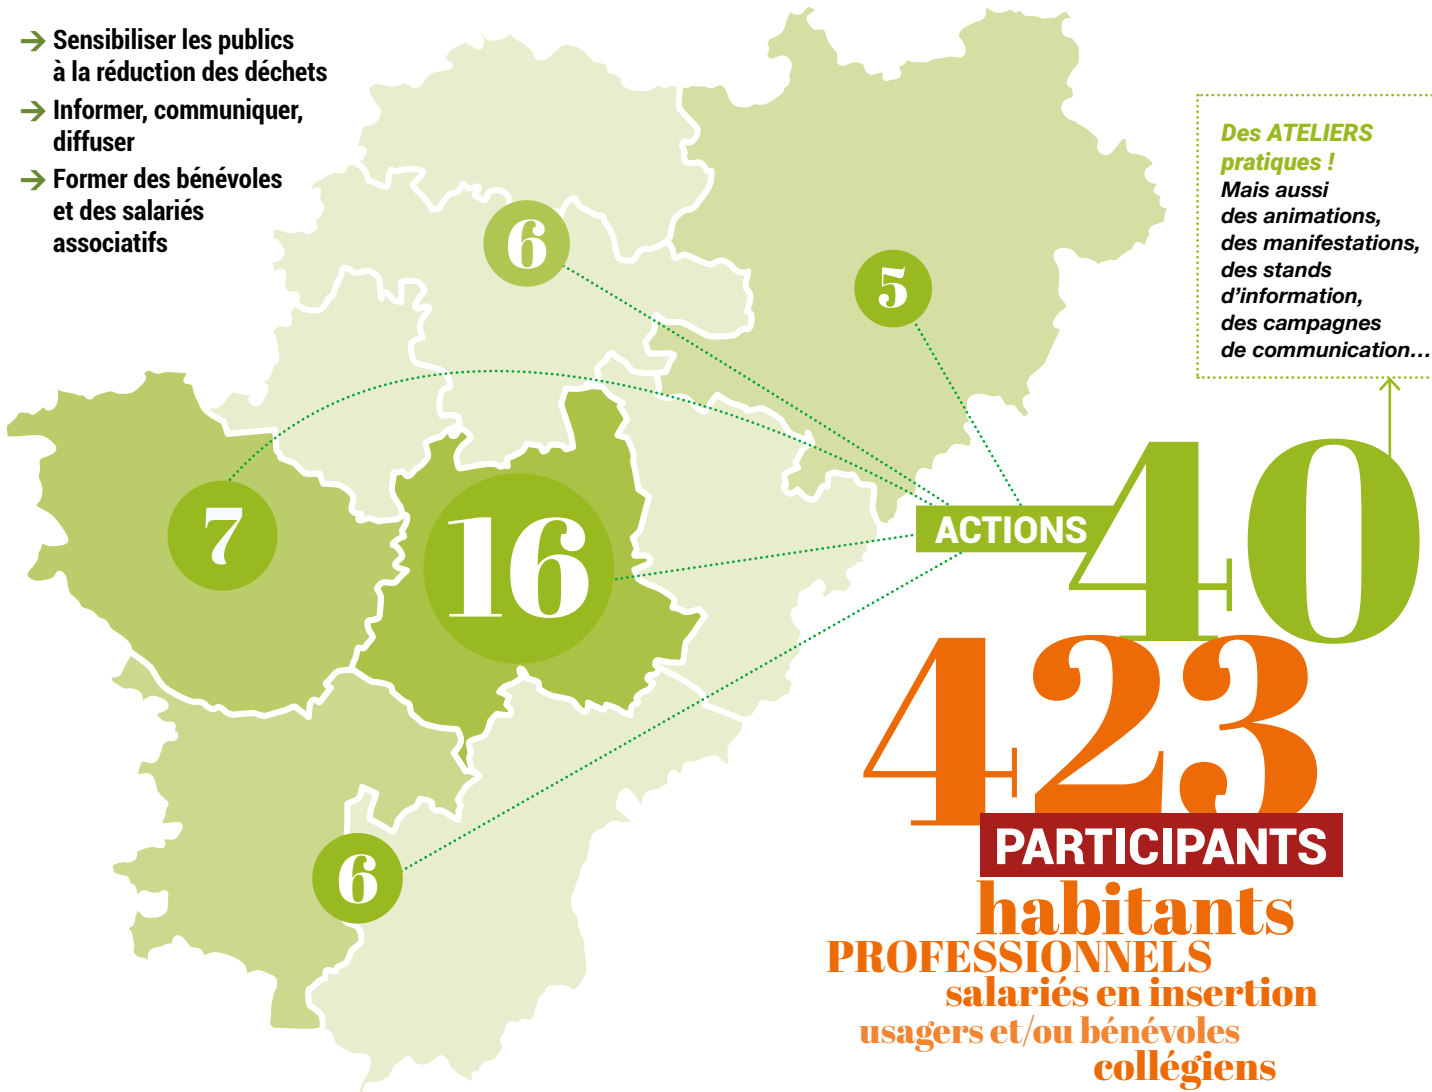 → Sensibiliser les publics
à la réduction des déchets
→ Informer, communiquer,
diffuser
→ Former des bénévoles
et des salariés
associatifs
6
5
7
16
6
Des ATELIERS
pratiques !
Mais aussi
des animations,
des manifestations,
des stands
d’information,
des campagnes
de communication…
ACTIONS
40
423
PARTICIPANTS
habitants
PROFESSIONNELS
salariés en insertion
usagers et/ou bénévoles
collégiens